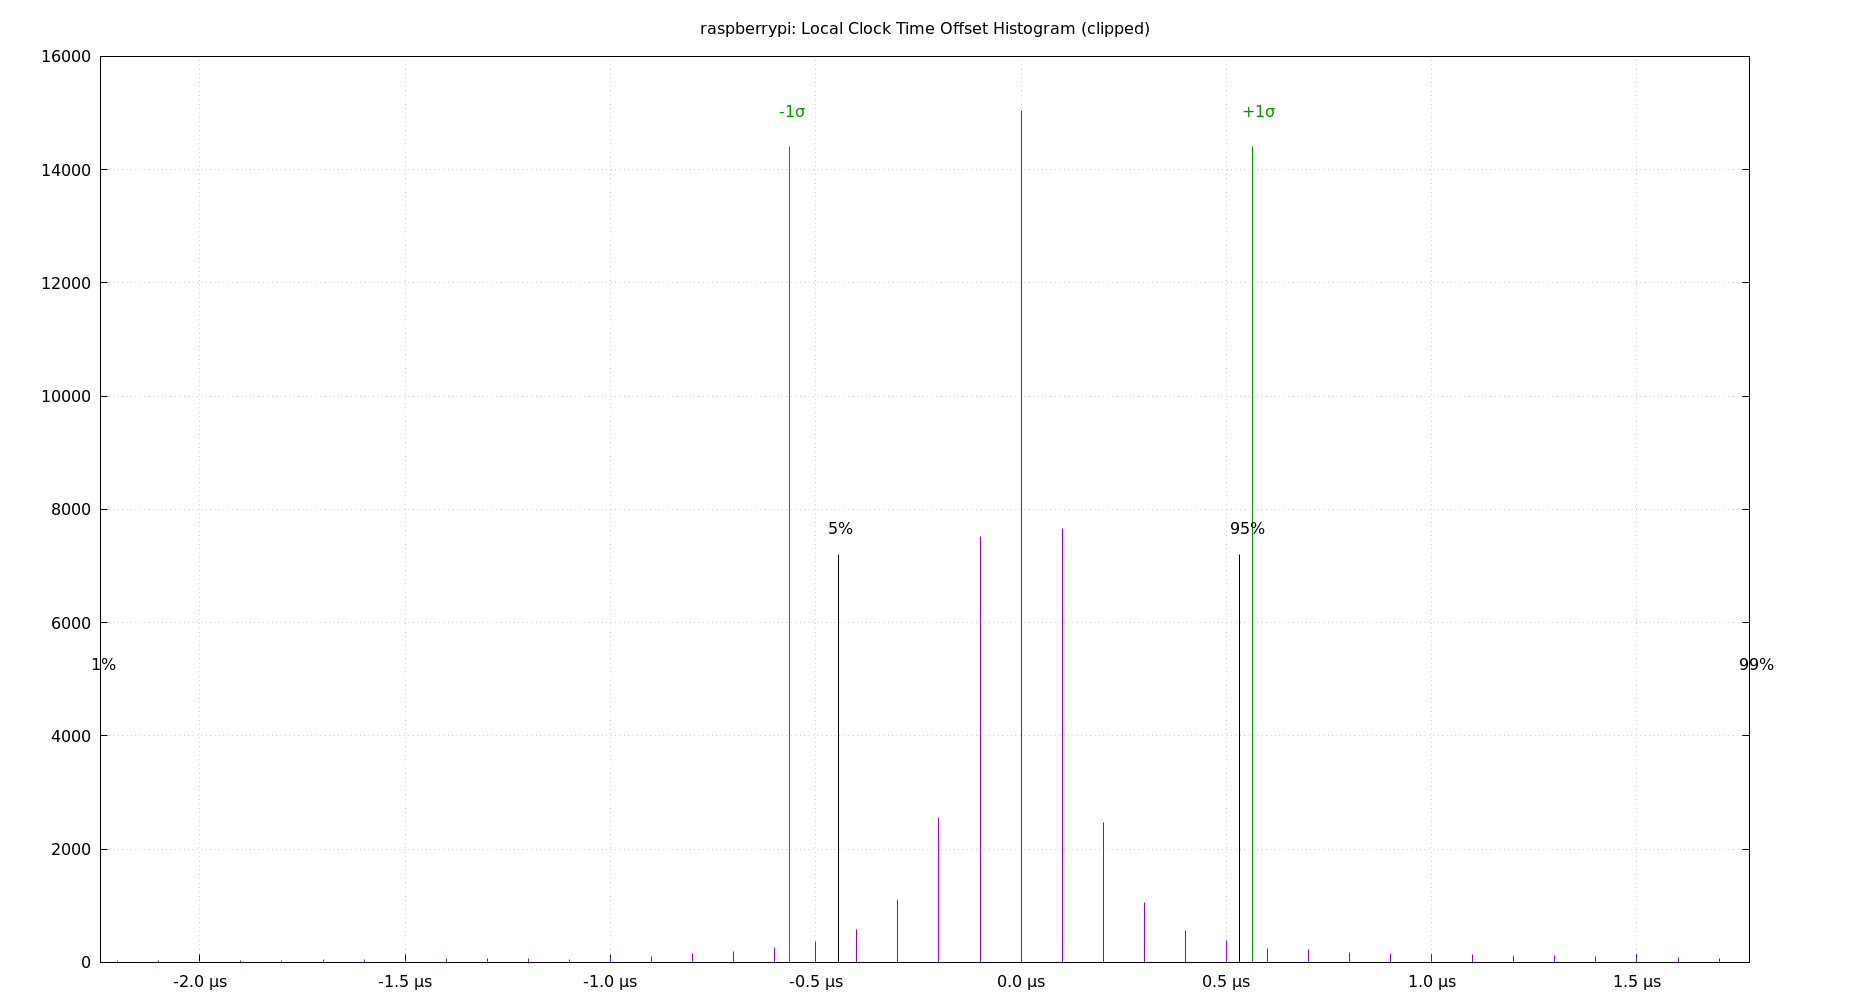 raspberrypi: Local Clock Time Offset Histogram (clipped)
16000
-1σ
+1σ
14000
12000
10000
8000
5%
95%
6000
1%
99%
4000
2000
0
-2.0 µs
-1.5 µs
-1.0 µs
-0.5 µs
0.0 µs
0.5 µs
1.0 µs
1.5 µs